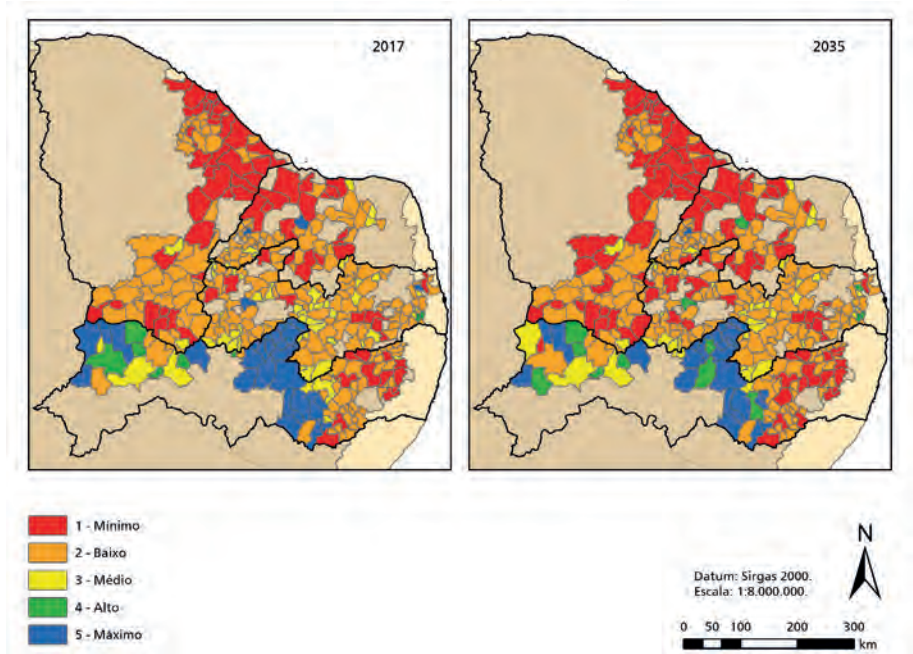 2017
2035
1 - Mínimo
2 - Baixo
3 - Médio
4 - Alto
5 - Máximo
N
Datum: Sirgas 2000.
Escala: 1:8.000.000.
0 50 100 200 300
km